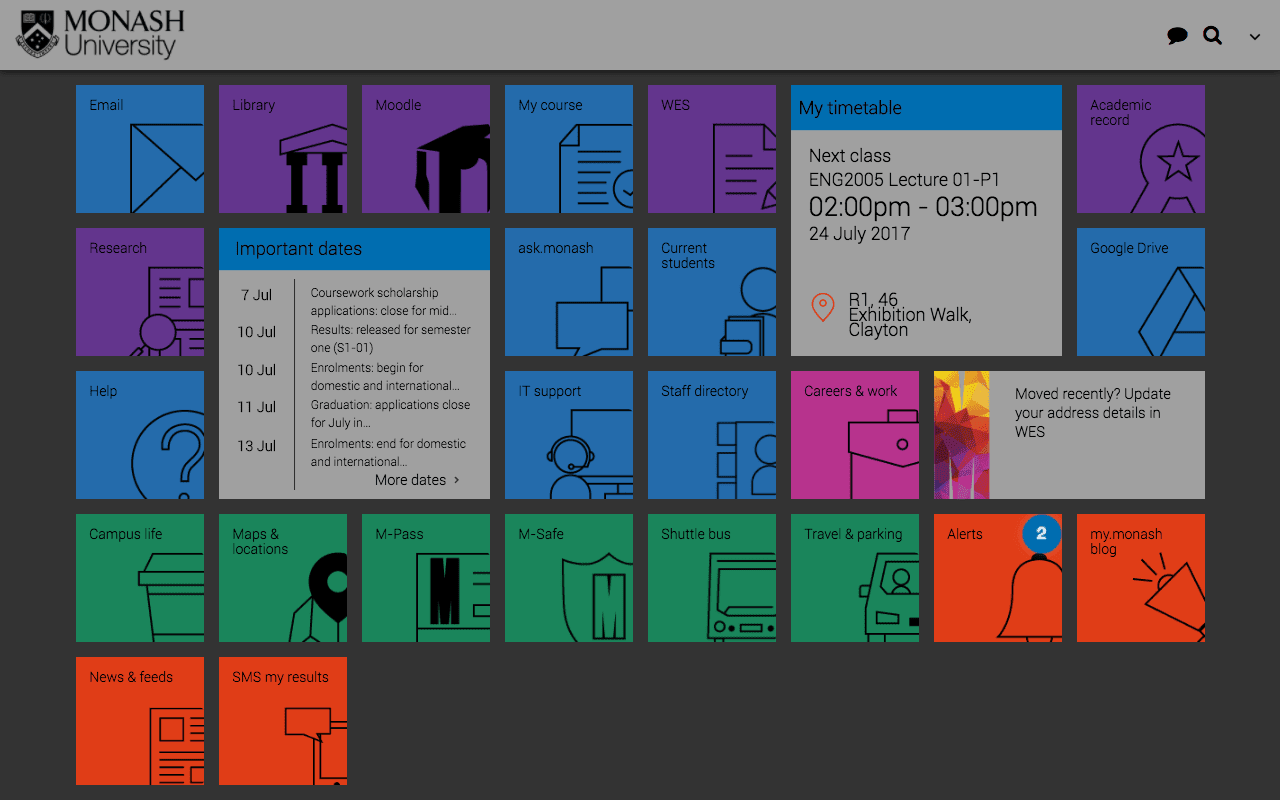 MONASH
University
Email
Library
Moodle
My course
WES
My timetable
Next class
ENG2005 Lecture 01-P1
02:00pm - 03:00pm
24 July 2017
R1, 46
Exhibition Walk,
Clayton
Academic
record
Research
Important dates
7 Jul
Coursework scholarship
applications: close for mid...
10 Jul
Results: released for semester
one (S1-01)
10 Jul
Enrolments: begin for
domestic and international...
11 Jul
Graduation: applications close
for July in...
13 Jul
Enrolments: end for domestic
and international...
More dates
ask.monash
Current
students
Google Drive
Help
IT support
Staff directory
Careers & work
Moved recently? Update
your address details in
WES
Campus life
Maps &
locations
M-Pass
M
M-Safe
M
Shuttle bus
Travel & parking
Alerts
2
my.monash
blog
News & feeds
SMS my results